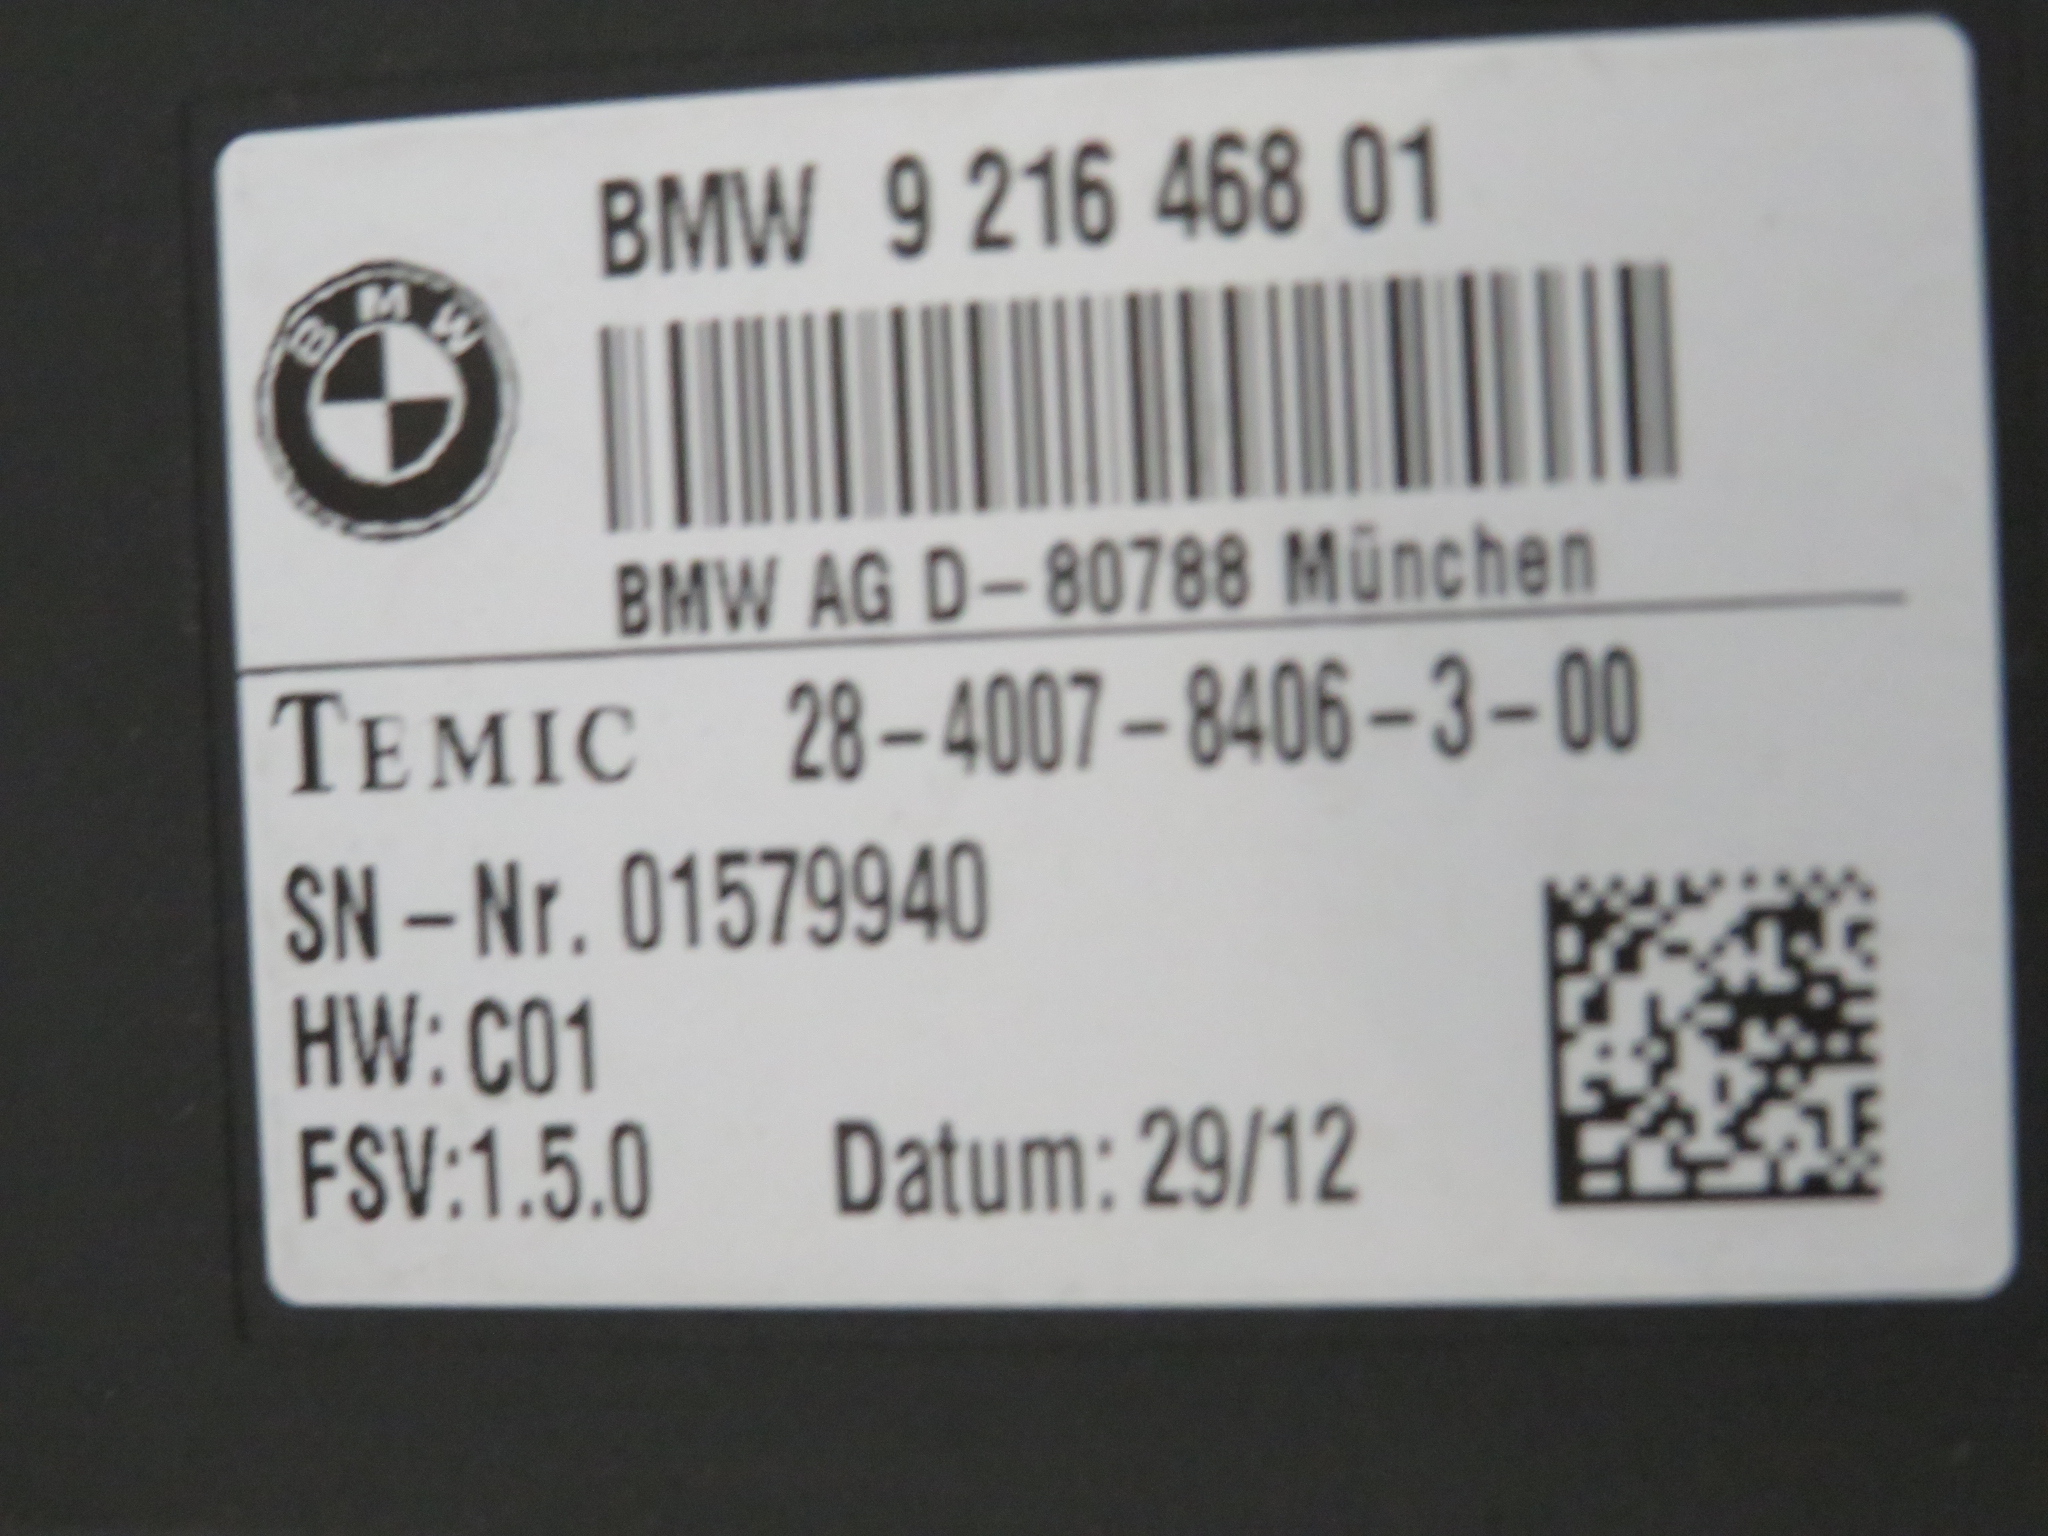 BMW 9 216 468 01
BMW
BMW AG D-80788 München
TEMIC 28-4007-8406-3-00
SN-Nr. 01579940
HW: C01
FSV:1.5.0 Datum: 29/12